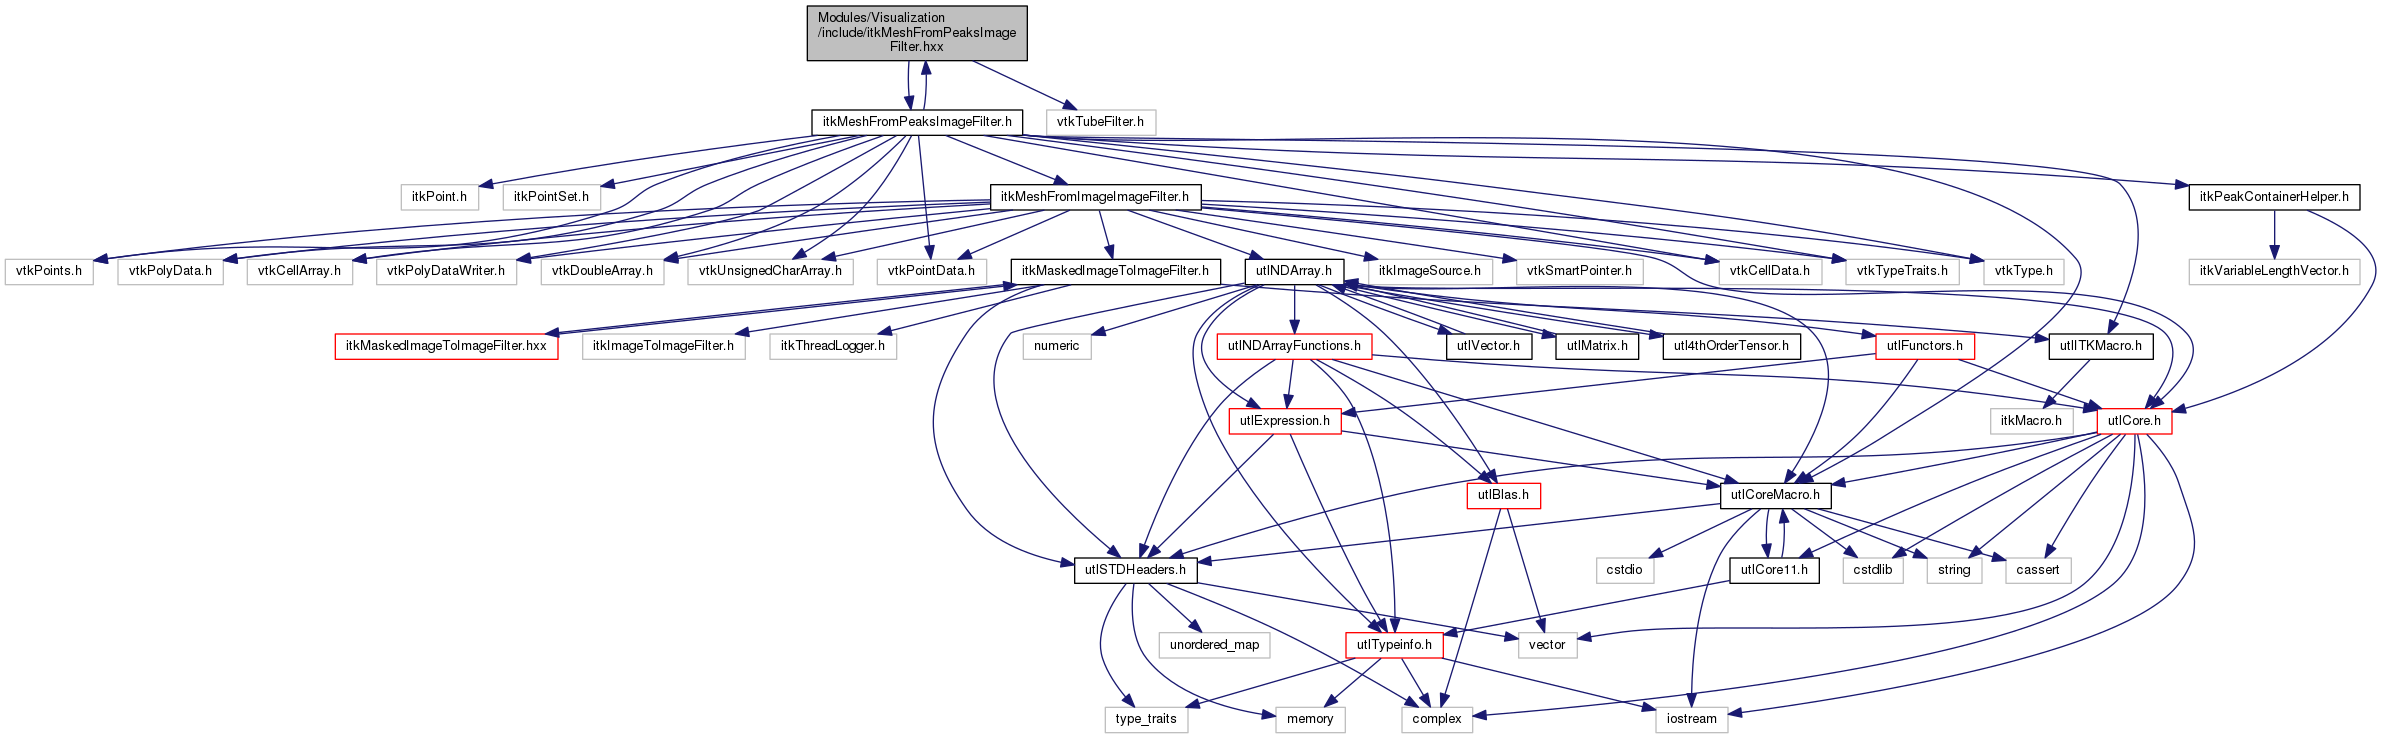 Modules/Visualization
/include/itkMeshFromPeaksImage
Filter.hxx
itkMeshFromPeaksImageFilter.h
vtkTubeFilter.h
itkPoint.h
itkPointSet.h
itkMeshFromImageImageFilter.h
itkPeakContainerHelper.h
vtkPoints.h
vtkPolyData.h
vtkCellArray.h
vtkPolyDataWriter.h
vtkDoubleArray.h
vtkUnsignedCharArray.h
vtkPointData.h
itkMaskedImageToImageFilter.h
utlNDArray.h
itkImageSource.h
vtkSmartPointer.h
vtkCellData.h
vtkTypeTraits.h
vtkType.h
itkVariableLengthVector.h
itkMaskedImageToImageFilter.hxx
itkImageToImageFilter.h
itkThreadLogger.h
numeric
utlNDArrayFunctions.h
utlVector.h
utlMatrix.h
utl4thOrderTensor.h
utlFunctors.h
utlITKMacro.h
utlExpression.h
itkMacro.h
utlCore.h
utlBlas.h
utlCoreMacro.h
utlSTDHeaders.h
cstdio
utlCore11.h
cstdlib
string
cassert
unordered_map
utlTypeinfo.h
vector
type_traits
memory
complex
iostream